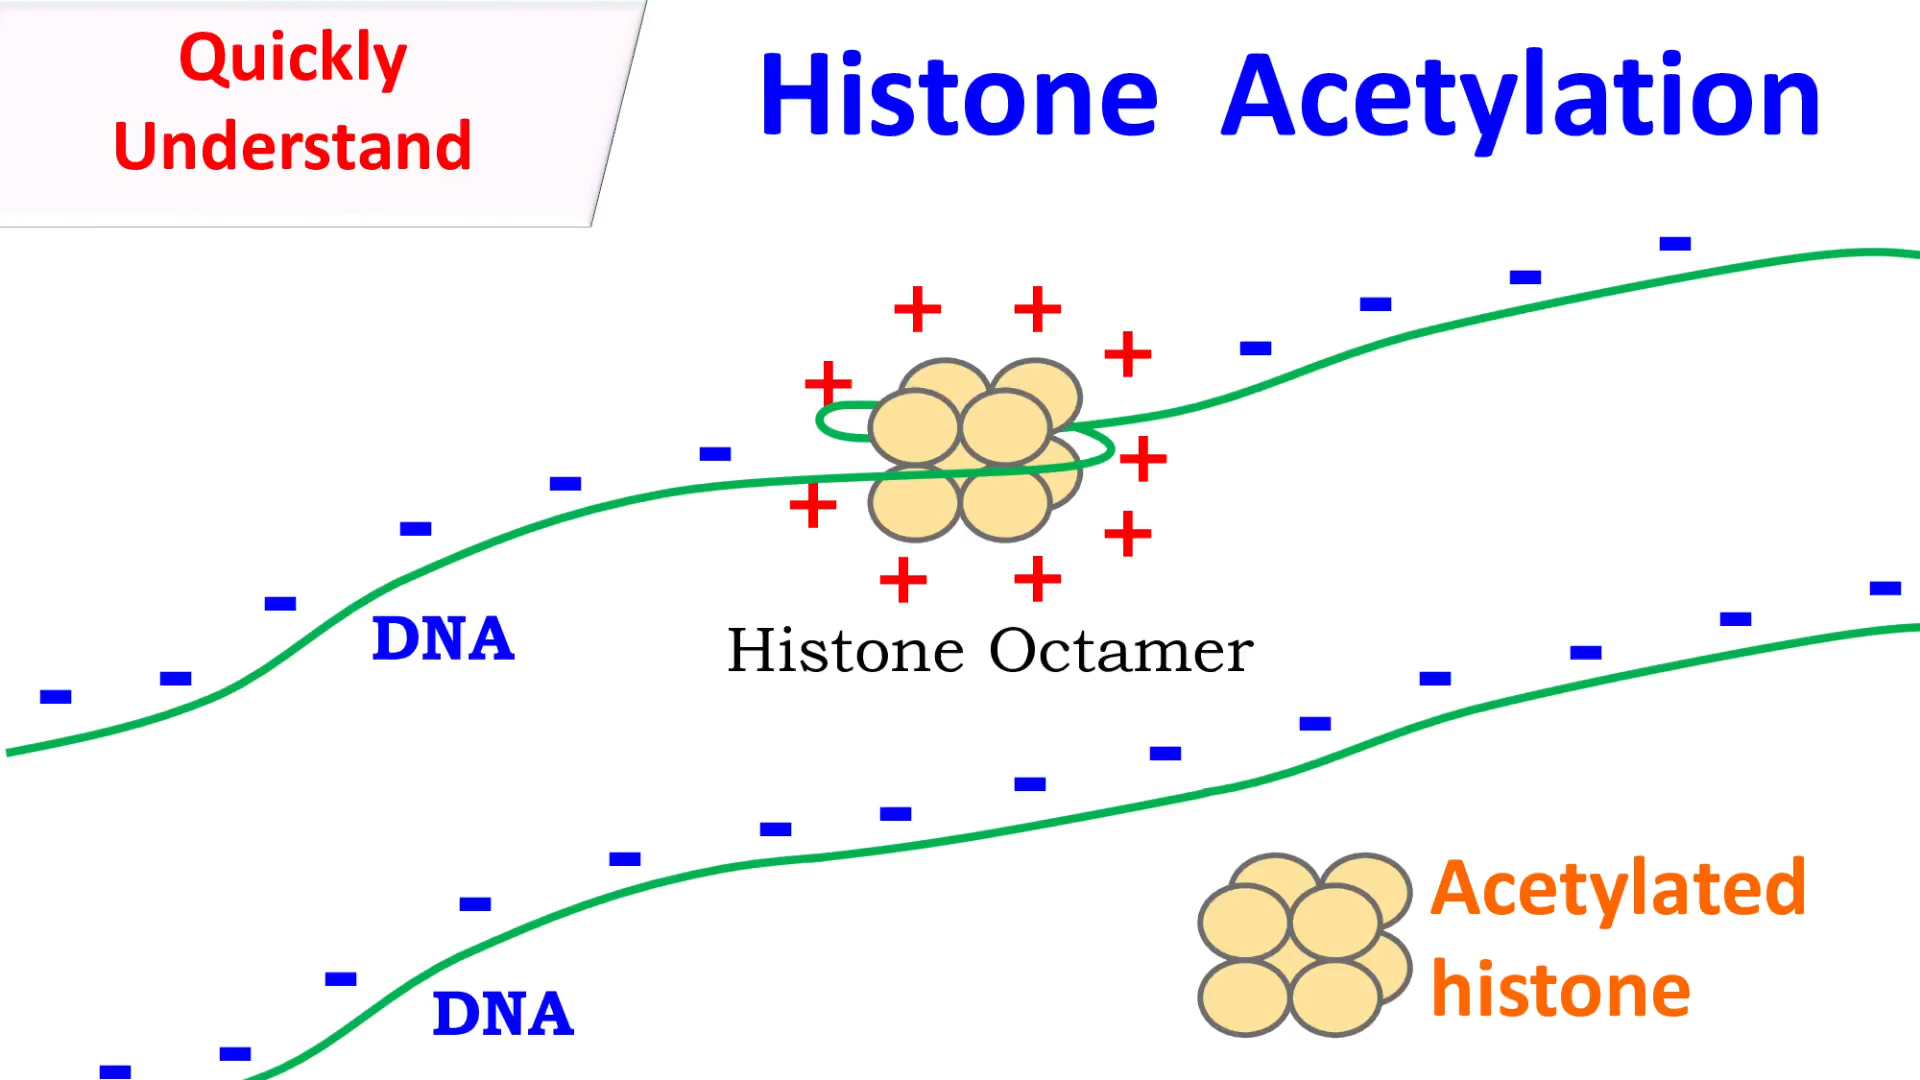 Quickly
Understand
Histone Acetylation
DNA
Histone Octamer
DNA
Acetylated
histone